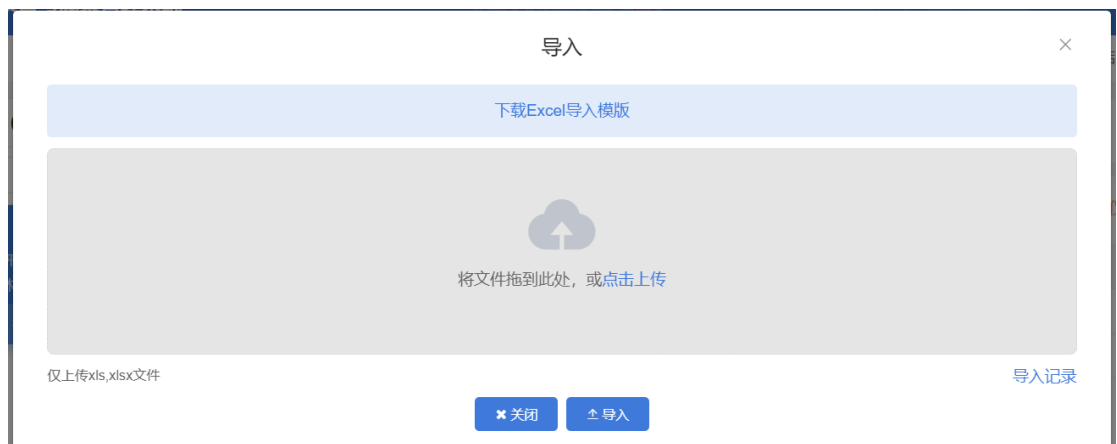 导入
下载Excel导入模版
将文件拖到此处，或点击上传
仅上传xls,xlsx文件
导入记录
关闭
导入